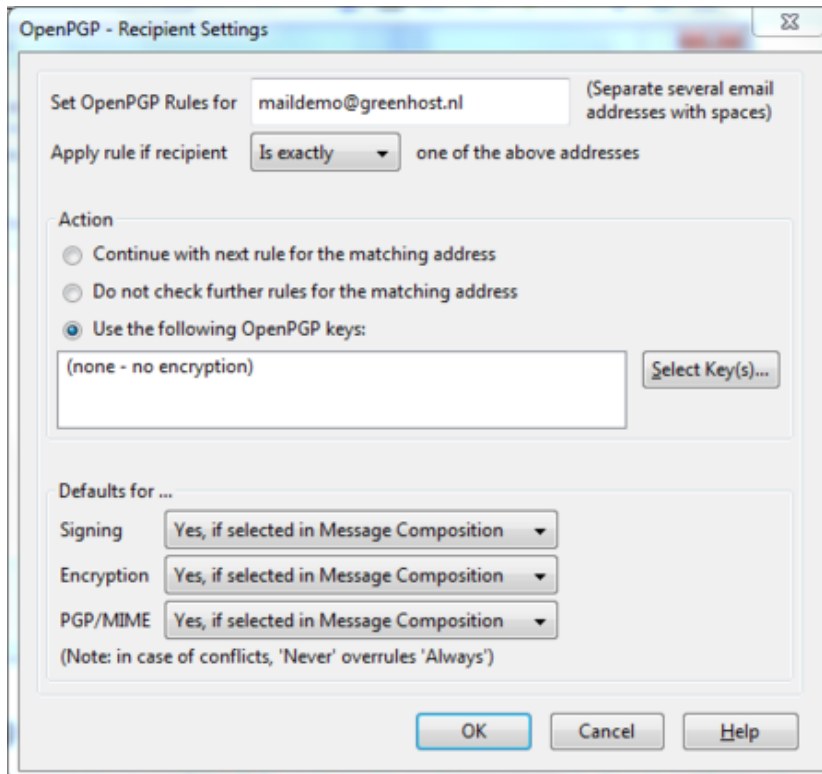 OpenPGP - Recipient Settings
Set OpenPGP Rules for maildemo@greenhost.nl (Separate several email
addresses with spaces)
Apply rule if recipient Is exactly one of the above addresses
Action
Continue with next rule for the matching address
Do not check further rules for the matching address
Use the following OpenPGP keys:
(none - no encryption) Select Key(s)...
Defaults for ...
Signing Yes, if selected in Message Composition
Encryption Yes, if selected in Message Composition
PGP/MIME Yes, if selected in Message Composition
(Note: in case of conflicts, 'Never' overrules 'Always')
OK Cancel Help